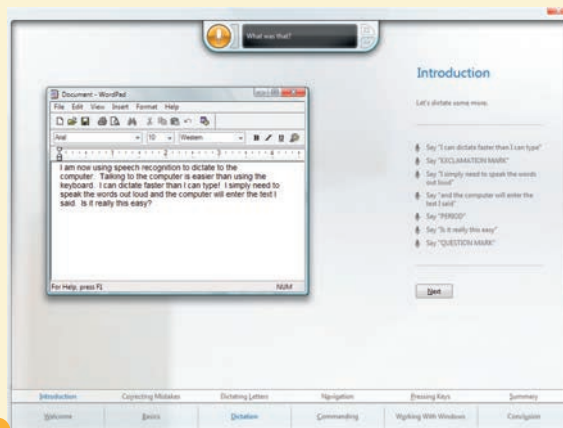 What was that?
Introduction
Let's dictate some more.
Say "I can dictate faster than I can type"
Say "EXCLAMATION MARK"
Say "I simply need to speak the words
out loud"
Say "and the computer will enter the
text I said"
Say "PERIOD"
Say "Is it really this easy"
Say "QUESTION MARK"
Next
Document - WordPad
File Edit View Insert Format Help
Arial 10 Western B
I am now using speech recognition to dictate to the
computer. Talking to the computer is easier than using the
keyboard. I can dictate faster than I can type! I simply need to
speak the words out loud and the computer will enter the text I
said. Is it really this easy?
For Help, press F1 NUM
Introduction Correcting Mistakes Dictating Letters Navigation Pressing Keys Summary
Welcome Basics Dictation Commanding Working With Windows Conclusion